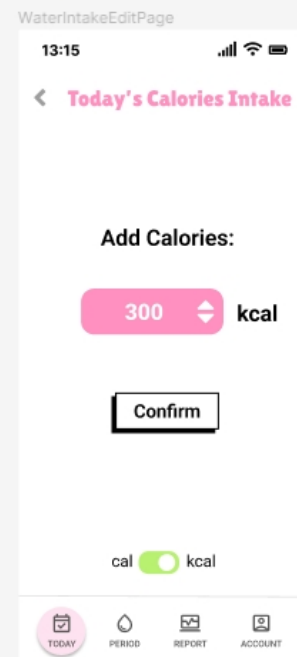 WaterIntakeEditPage
13:15
Today's Calories Intake
Add Calories:
300 kcal
Confirm
cal kcal
TODAY PERIOD REPORT ACCOUNT